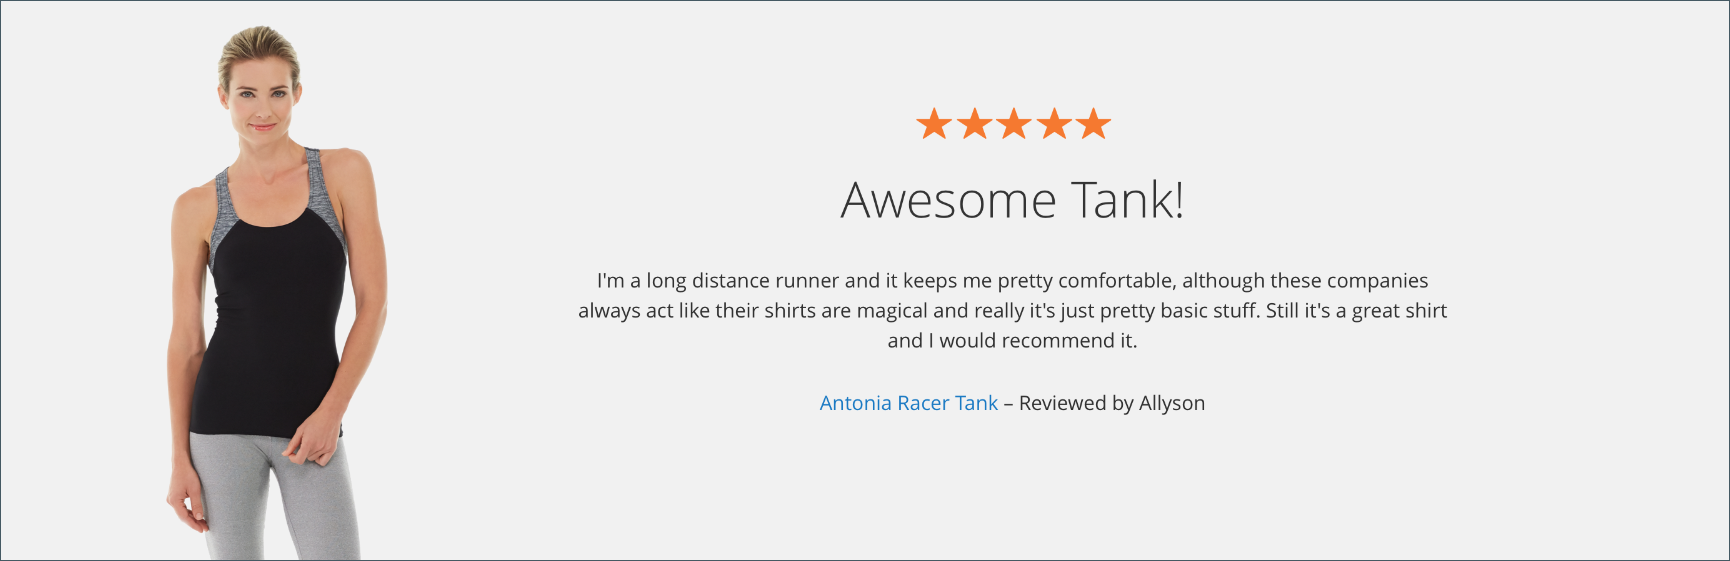 Awesome Tank!
I'm a long distance runner and it keeps me pretty comfortable, although these companies
always act like their shirts are magical and really it's just pretty basic stuff. Still it's a great shirt
and I would recommend it.
Antonia Racer Tank – Reviewed by Allyson